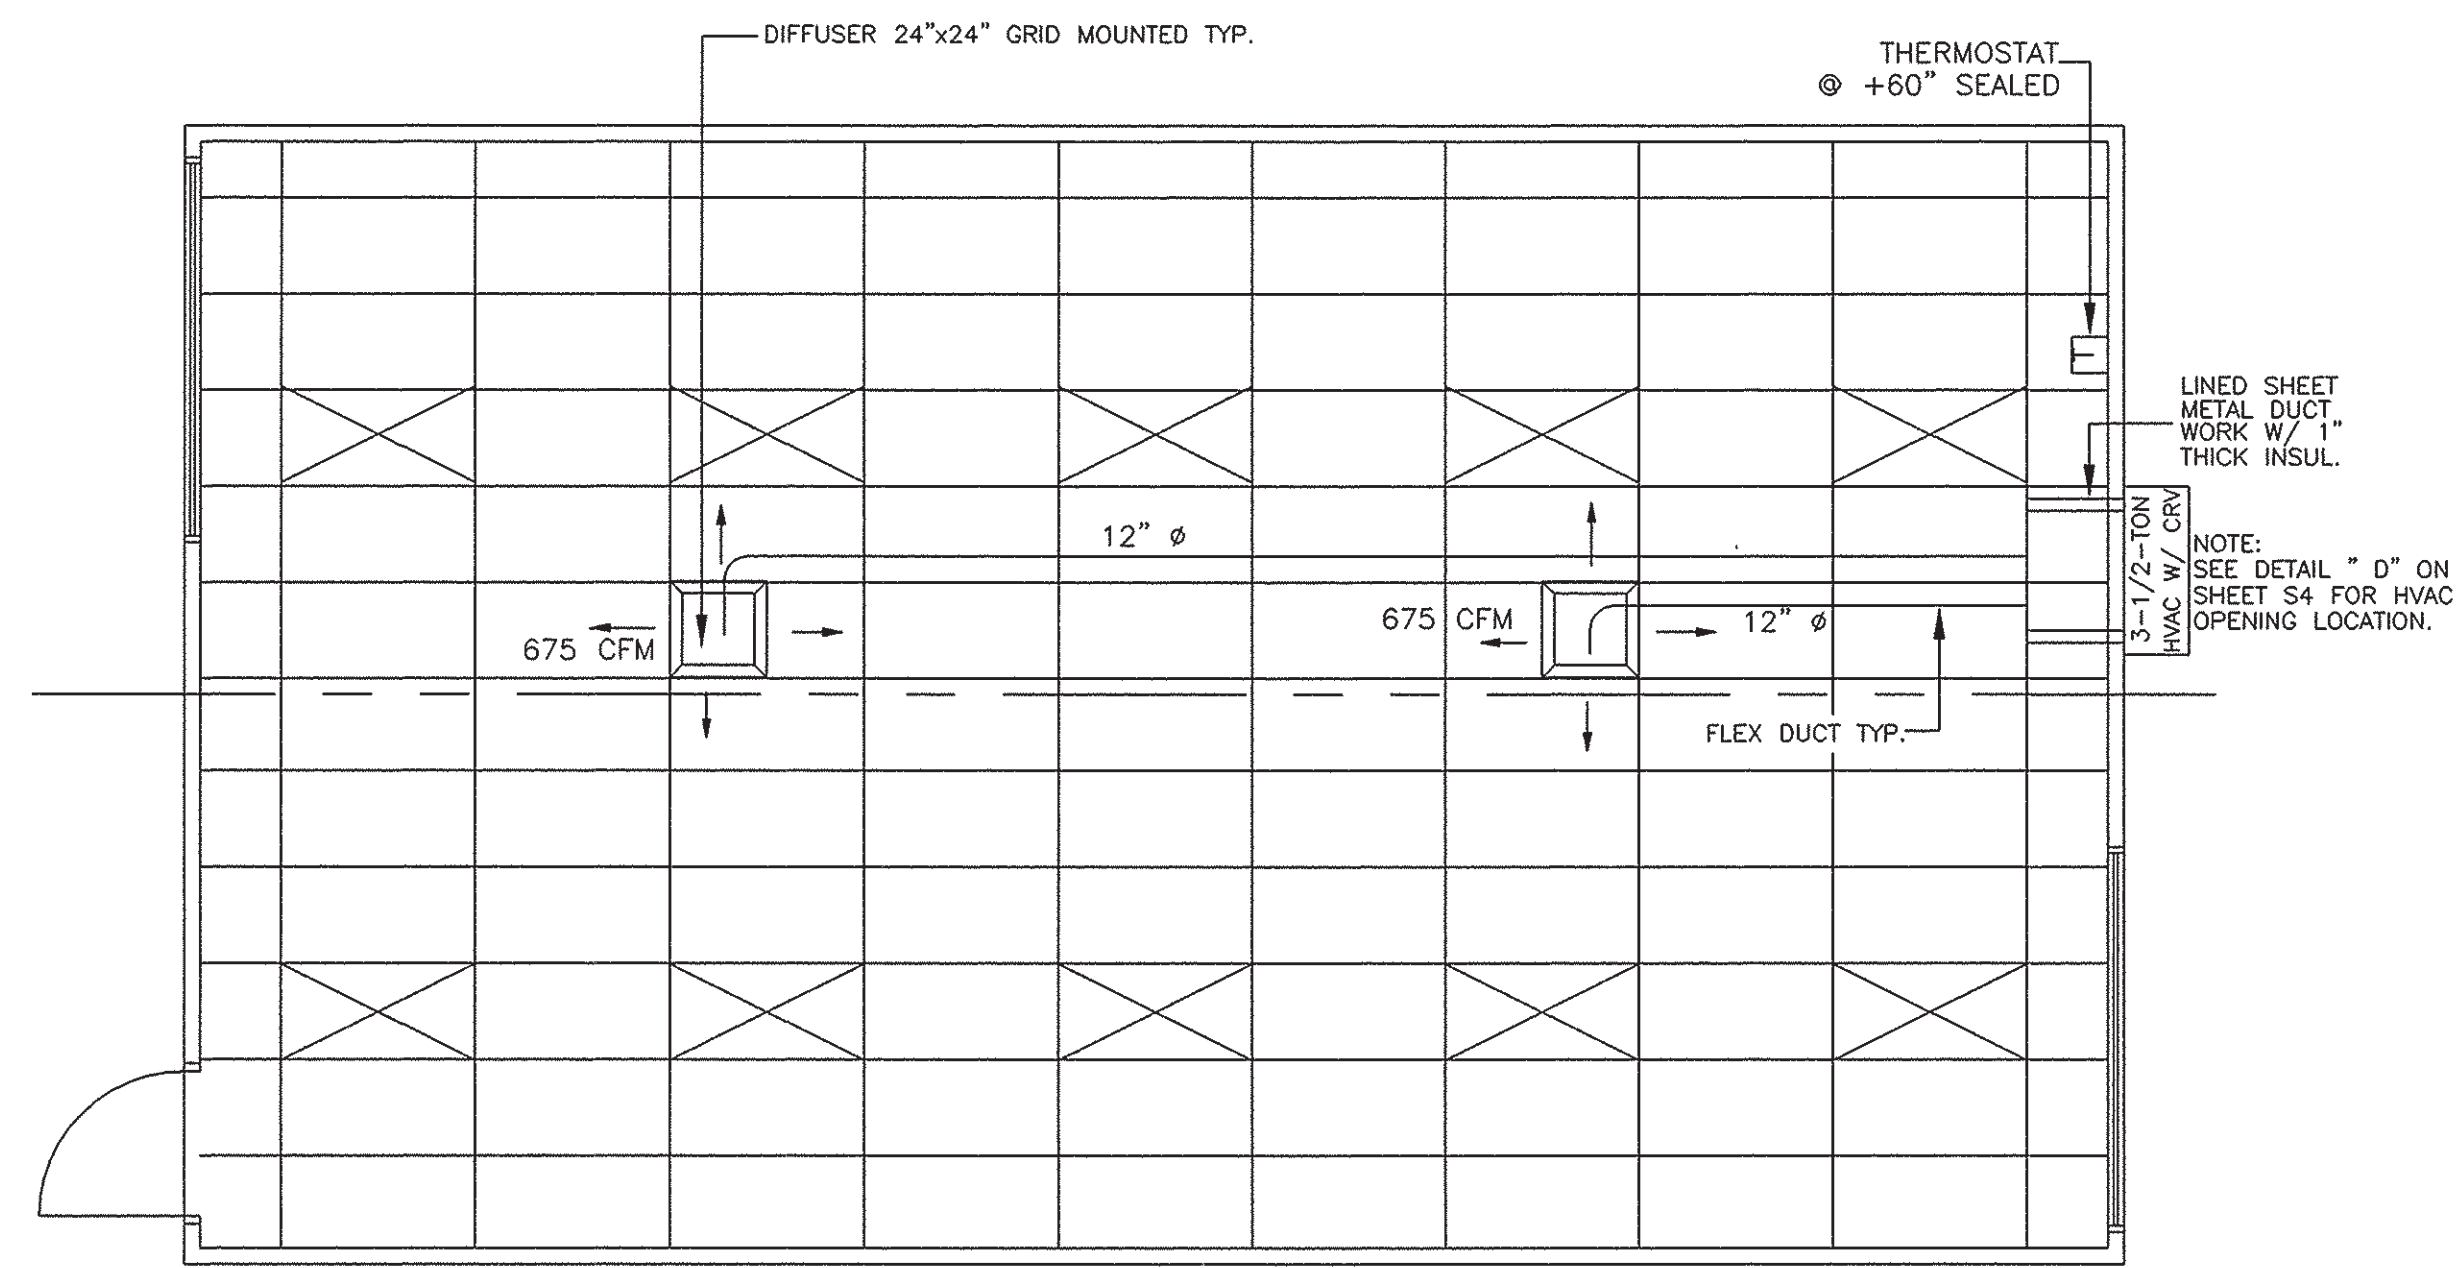 DIFFUSER 24"x24" GRID MOUNTED TYP.
THERMOSTAT
@ +60" SEALED
T
LINED SHEET
METAL DUCT
WORK W/ 1"
THICK INSUL.
12" Ø
3-1/2-TON
HVAC W/ CRV
NOTE:
SEE DETAIL " D" ON
SHEET S4 FOR HVAC
OPENING LOCATION.
675 CFM
675 CFM
12" Ø
FLEX DUCT TYP.